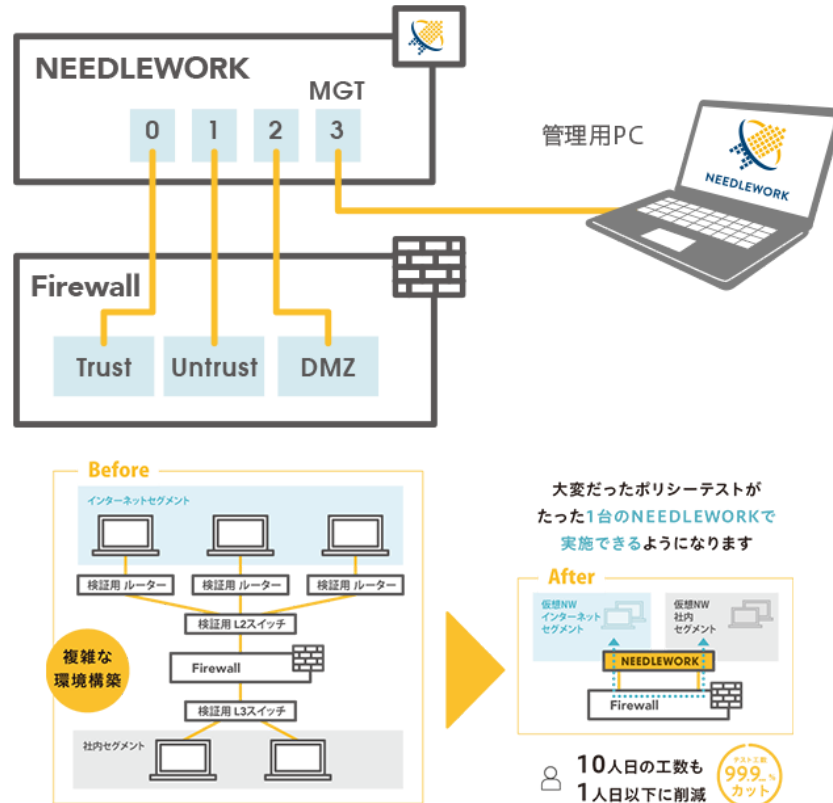 NEEDLEWORK
MGT
0 1 2 3
管理用PC
NEEDLEWORK
Firewall
Trust Untrust DMZ
Before
インターネットセグメント
検証用 ルーター 検証用 ルーター 検証用 ルーター
検証用 L2スイッチ
複雑な
環境構築
Firewall
検証用 L3スイッチ
社内セグメント
大変だったポリシーテストが
たった1台のNEEDLEWORKで
実施できるようになります
After
仮想NW
インターネット
セグメント
仮想NW
社内
セグメント
NEEDLEWORK
Firewall
10人日の工数も
1人日以下に削減
テスト工数
99.9%
カット